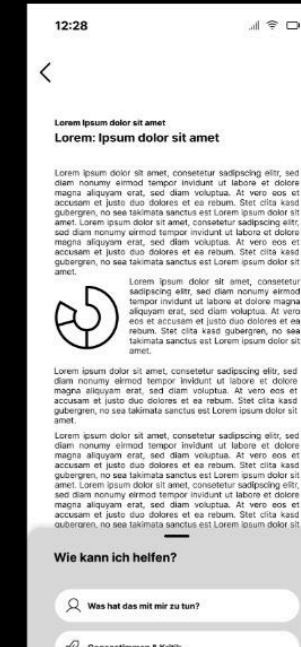 12:28
Lorem Ipsum dolor sit amet
Lorem: Ipsum dolor sit amet
Lorem ipsum dolor sit amet, consetetur sadipscing elitr, sed
diam nonumy eirmod tempor invidunt ut labore et dolore
magna aliquyam erat, sed diam voluptua. At vero eos et
accusam et justo duo dolores et ea rebum. Stet clita kasd
gubergren, no sea takimata sanctus est Lorem ipsum dolor sit
amet. Lorem ipsum dolor sit amet, consetetur sadipscing elitr,
sed diam nonumy eirmod tempor invidunt ut labore et dolore
magna aliquyam erat, sed diam voluptua. At vero eos et
accusam et justo duo dolores et ea rebum. Stet clita kasd
gubergren, no sea takimata sanctus est Lorem ipsum dolor sit
amet.
Lorem ipsum dolor sit amet, consetetur
sadipscing elitr, sed diam nonumy eirmod
tempor invidunt ut labore et dolore magna
aliquyam erat, sed diam voluptua. At vero
eos et accusam et justo duo dolores et ea
rebum. Stet clita kasd gubergren, no sea
takimata sanctus est Lorem ipsum dolor sit
amet.
Lorem ipsum dolor sit amet, consetetur sadipscing elitr, sed
diam nonumy eirmod tempor invidunt ut labore et dolore
magna aliquyam erat, sed diam voluptua. At vero eos et
accusam et justo duo dolores et ea rebum. Stet clita kasd
gubergren, no sea takimata sanctus est Lorem ipsum dolor sit
amet.
Lorem ipsum dolor sit amet, consetetur sadipscing elitr, sed
diam nonumy eirmod tempor invidunt ut labore et dolore
magna aliquyam erat, sed diam voluptua. At vero eos et
accusam et justo duo dolores et ea rebum. Stet clita kasd
gubergren, no sea takimata sanctus est Lorem ipsum dolor sit
amet. Lorem ipsum dolor sit amet, consetetur sadipscing elitr,
sed diam nonumy eirmod tempor invidunt ut labore et dolore
magna aliquyam erat, sed diam voluptua. At vero eos et
accusam et justo duo dolores et ea rebum. Stet clita kasd
gubergren, no sea takimata sanctus est Lorem ipsum dolor sit
Wie kann ich helfen?
Was hat das mit mir zu tun?
Gegenstimmen & Kritik